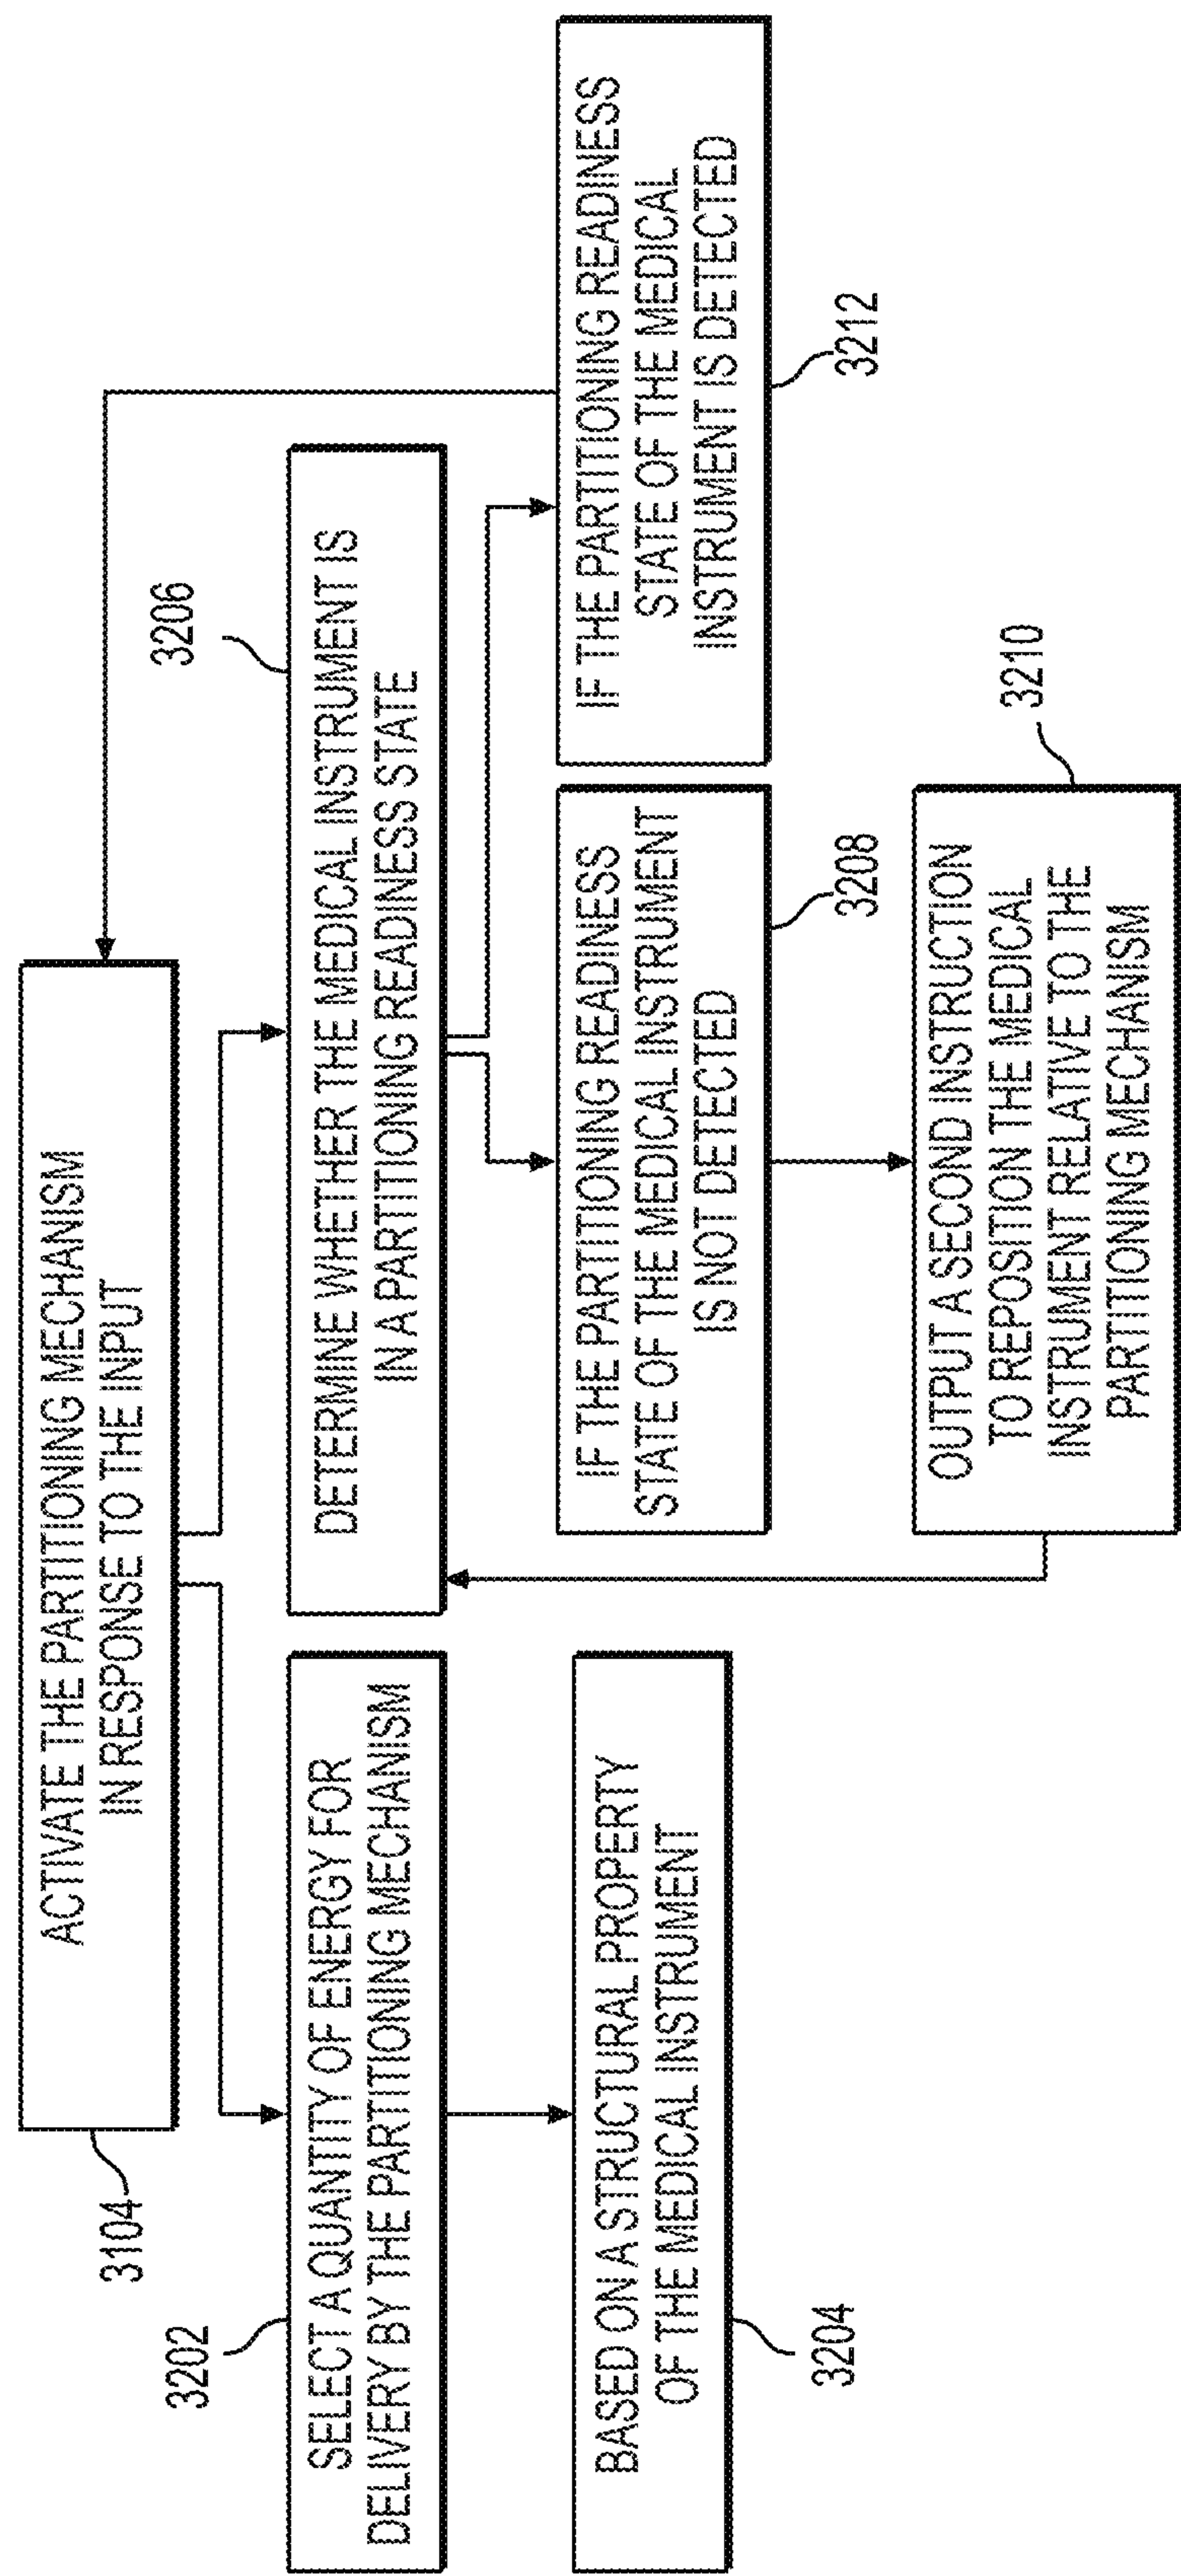 ACTIVATE THE PARTITIONING MECHANISM
IN RESPONSE TO THE INPUT
3104
3202
SELECT A QUANTITY OF ENERGY FOR
DELIVERY BY THE PARTITIONING MECHANISM
3206
DETERMINE WHETHER THE MEDICAL INSTRUMENT IS
IN A PARTITIONING READINESS STATE
BASED ON A STRUCTURAL PROPERTY
OF THE MEDICAL INSTRUMENT
3204
IF THE PARTITIONING READINESS
STATE OF THE MEDICAL INSTRUMENT
IS NOT DETECTED
3208
IF THE PARTITIONING READINESS
STATE OF THE MEDICAL
INSTRUMENT IS DETECTED
3212
OUTPUT A SECOND INSTRUCTION
TO REPOSITION THE MEDICAL
INSTRUMENT RELATIVE TO THE
PARTITIONING MECHANISM
3210